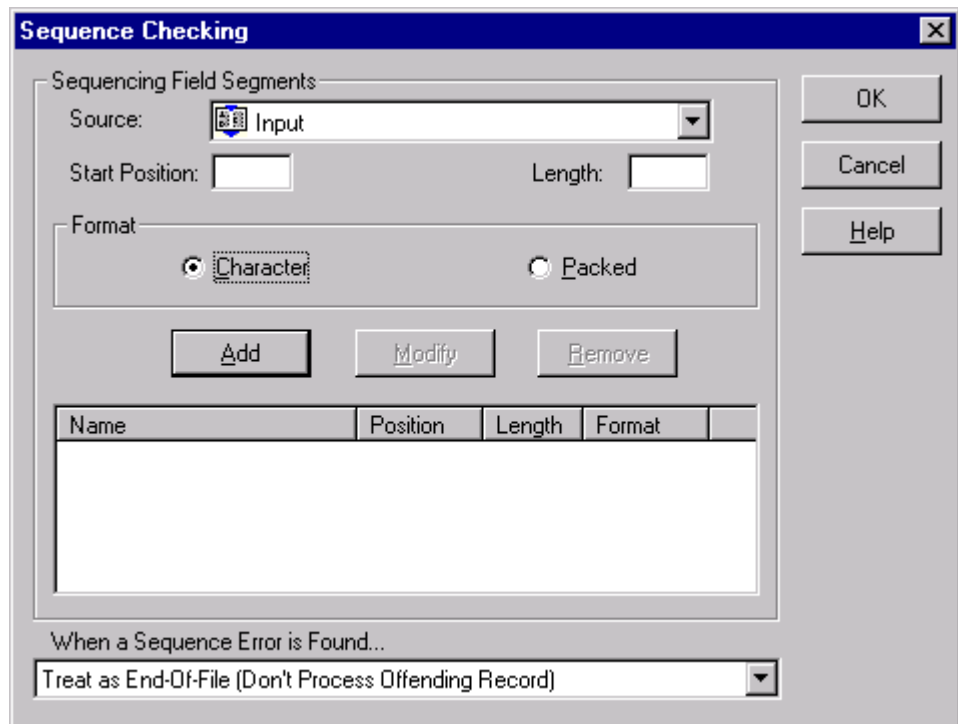 Sequence Checking
Sequencing Field Segments
Source: Input
Start Position: Length:
Format
Character Packed
Add Modify Remove
Name Position Length Format
When a Sequence Error is Found...
Treat as End-Of-File (Don't Process Offending Record)
OK
Cancel
Help